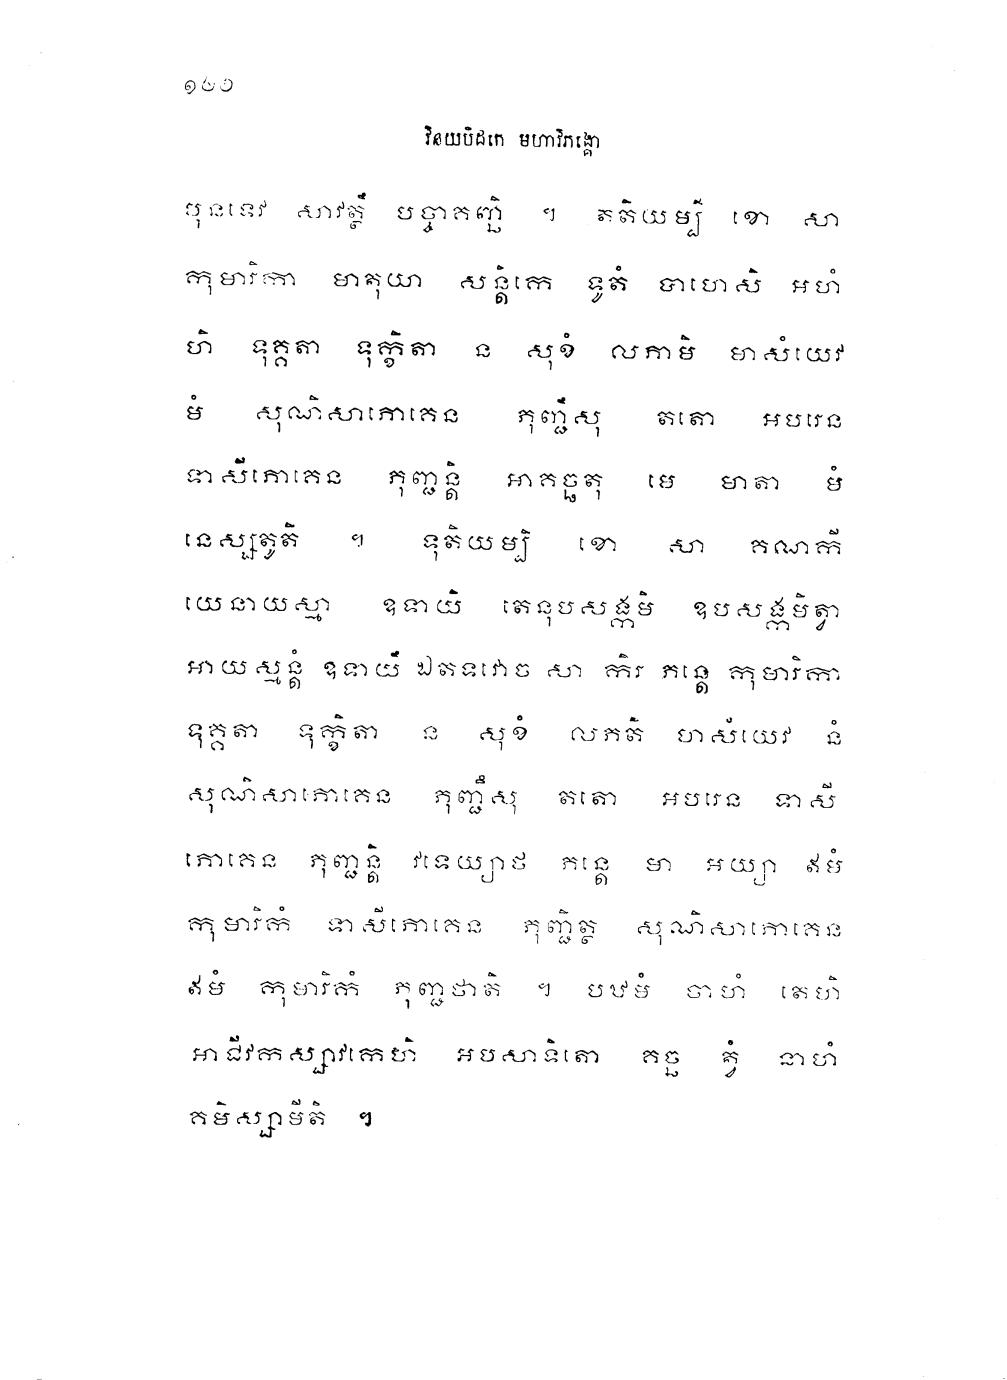 ១៦១
វិនយបិដកេ មហាវិភង្គោ
បុនទេវ សាវត្ថឹ បច្ចាគញ្ឆិ ។ តតិយម្បិ ខោ សា
កុមារិកា មាតុយា សន្តិកេ ទូតំ បាហេសិ អហំ
ហិ ទុគ្គតា ទុក្ខិតា ន សុខំ លភាមិ មាសំយេវ
មំ សុណិសាភោគេន ភុញ្ជឹសុ តតោ អបរេន
ទាសីភោគេន ភុញ្ជន្តិ អាគច្ឆតុ មេ មាតា មំ
នេស្សតូតិ ។ ទុតិយម្បិ ខោ សា គណកី
យេនាយស្មា ឧទាយិ តេនុបសង្កមិ ឧបសង្កមិត្វា
អាយស្មន្តំ ឧទាយឹ ឯតទវោច សា កិរ ភន្តេ កុមារិកា
ទុគ្គតា ទុក្ខិតា ន សុខំ លភតិ មាសំយេវ នំ
សុណិសាភោគេន ភុញ្ជឹសុ តតោ អបរេន ទាសី
ភោគេន ភុញ្ជន្តិ វទេយ្យាថ ភន្តេ មា អយ្យា ឥមំ
កុមារិកំ ទាសីភោគេន ភុញ្ជិត្ថ សុណិសាភោគេន
ឥមំ កុមារិកំ ភុញ្ជថាតិ ។ បឋមំ បាហំ តេហិ
អាជីវកស្សាវកេហិ អបសាទិតោ គច្ឆ ត្វំ នាហំ
គមិស្សាមីតិ ។